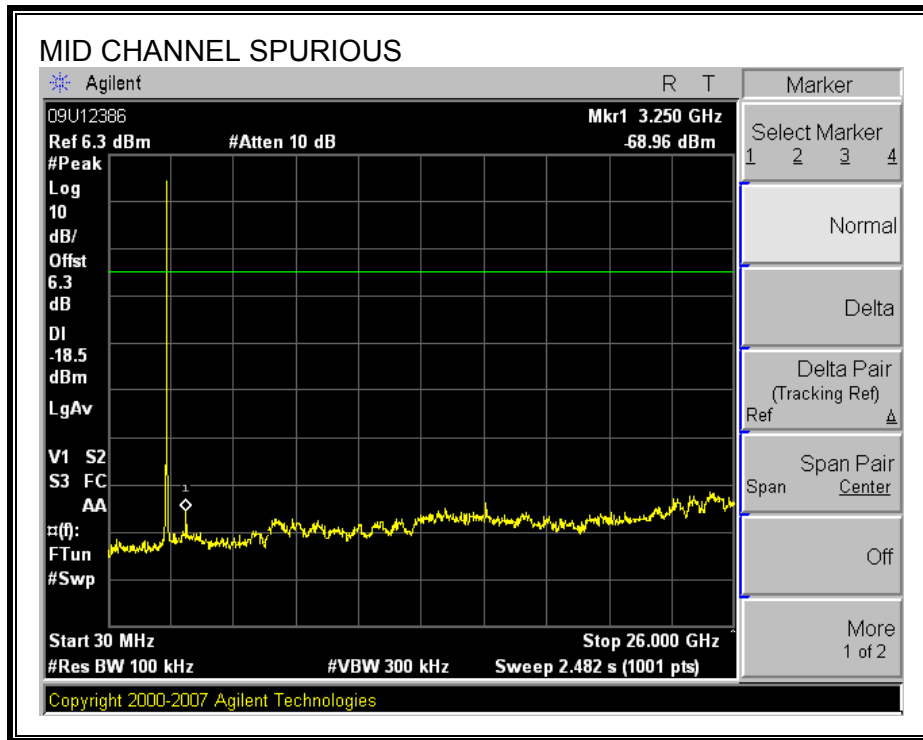 MID CHANNEL SPURIOUS
Agilent R T
09U12386
Mkr1 3.250 GHz
Ref 6.3 dBm #Atten 10 dB -68.96 dBm
#Peak
Log
10
dB/
Offst
6.3
dB
DI
-18.5
dBm
LgAv
V1 S2
S3 FC
AA
¤(f):
FTun
#Swp
1
Start 30 MHz Stop 26.000 GHz
#Res BW 100 kHz #VBW 300 kHz Sweep 2.482 s (1001 pts)
Copyright 2000-2007 Agilent Technologies
Marker
Select Marker
1 2 3 4
Normal
Delta
Delta Pair
(Tracking Ref)
Ref Δ
Span Pair
Span Center
Off
More
1 of 2